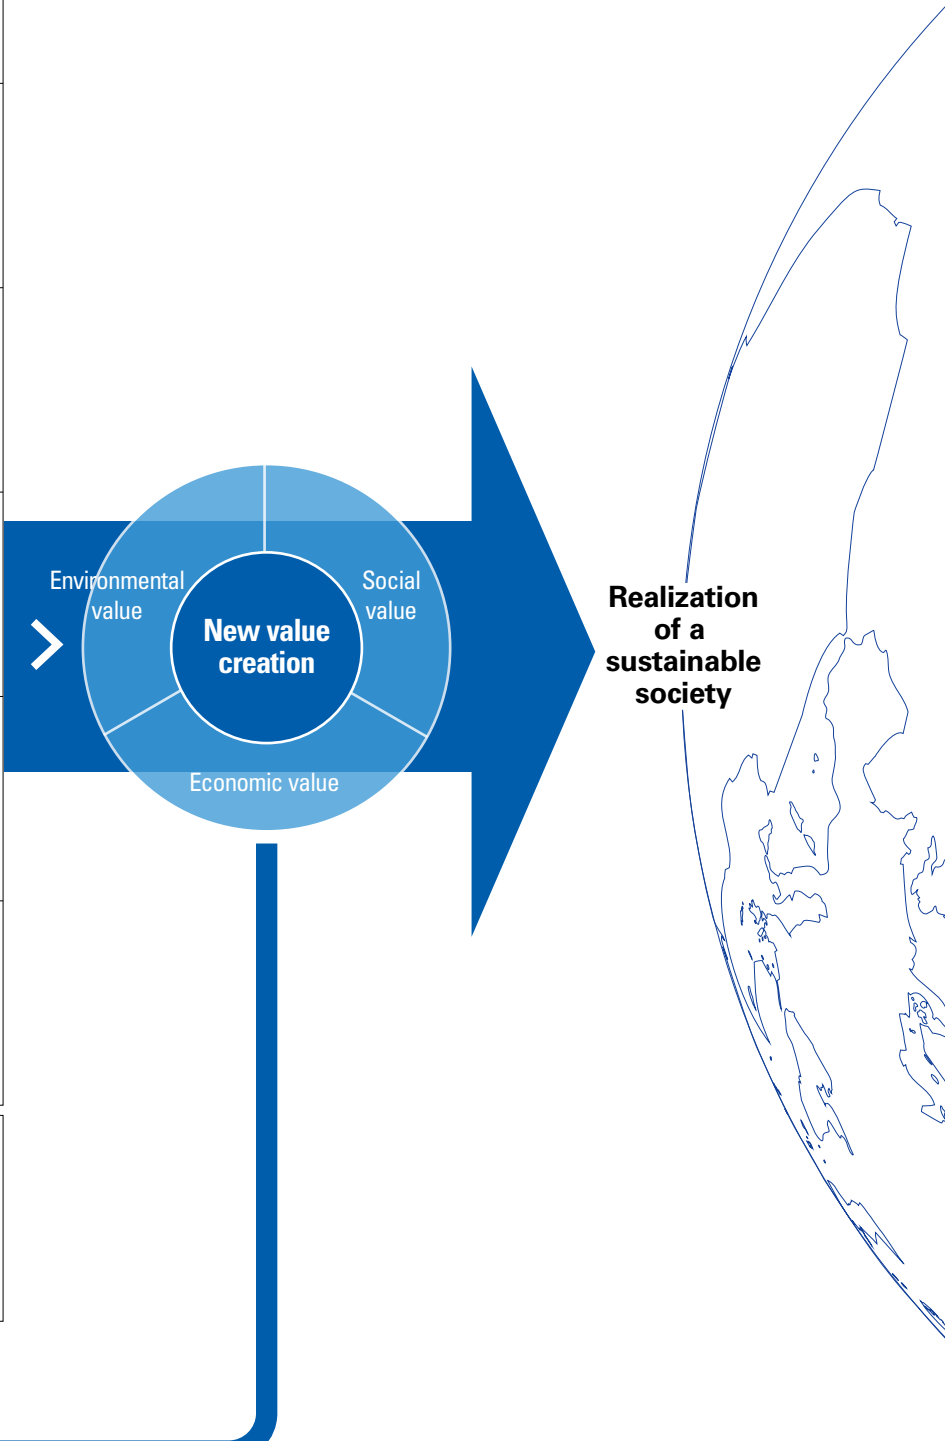 Environmental
value
Social
value
New value
creation
Economic value
Realization
of a
sustainable
society